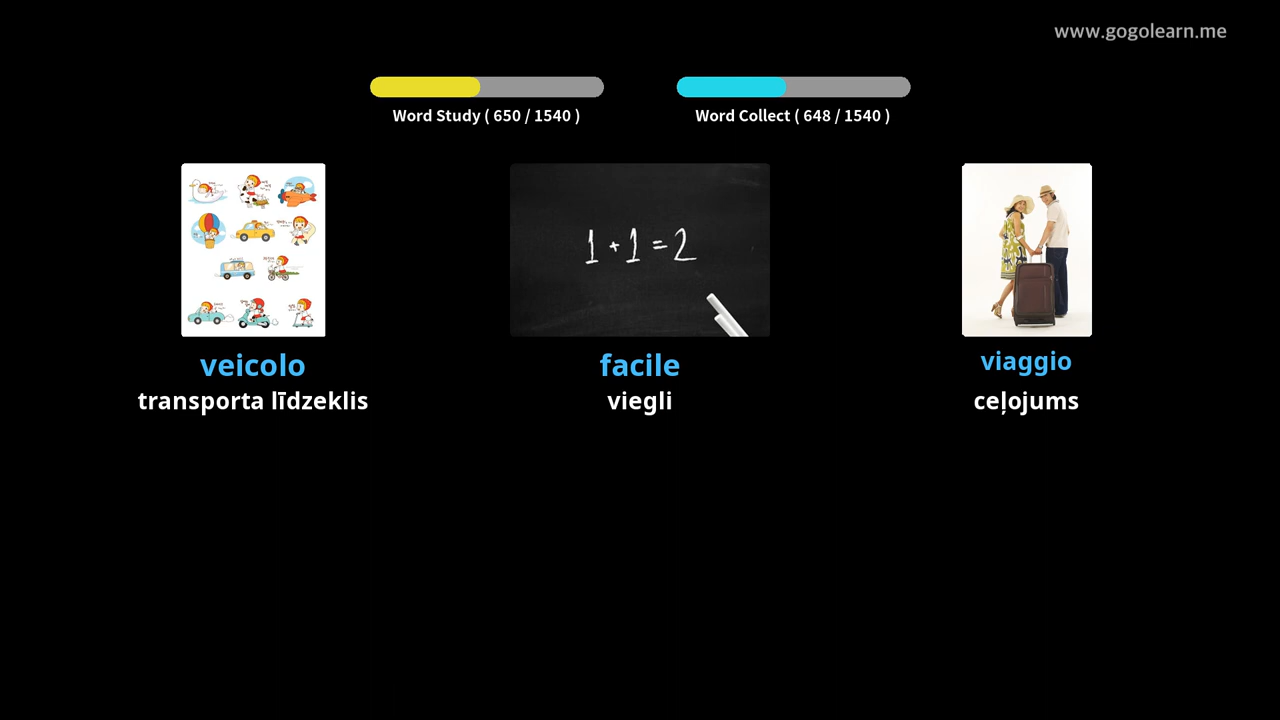 www.gogolearn.me
Word Study ( 650 / 1540 )
Word Collect ( 648 / 1540 )
1 + 1 = 2
veicolo
transporta līdzeklis
facile
viegli
viaggio
ceļojums